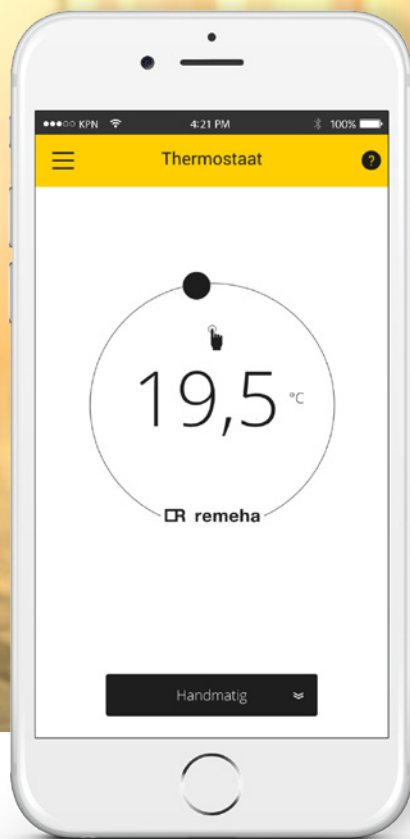 KPN 4:21 PM 100%
Thermostaat ?
19,5 °C
remeha
Handmatig